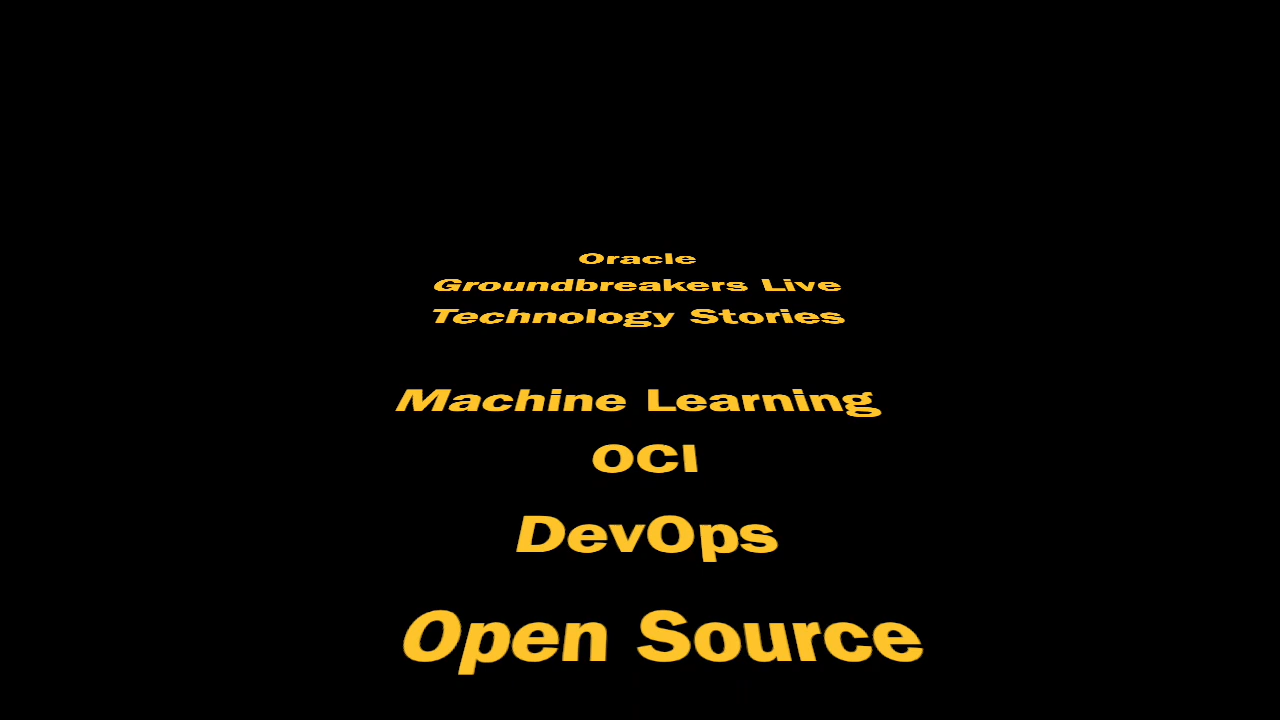 Oracle
Groundbreakers Live
Technology Stories
Machine Learning
OCI
DevOps
Open Source